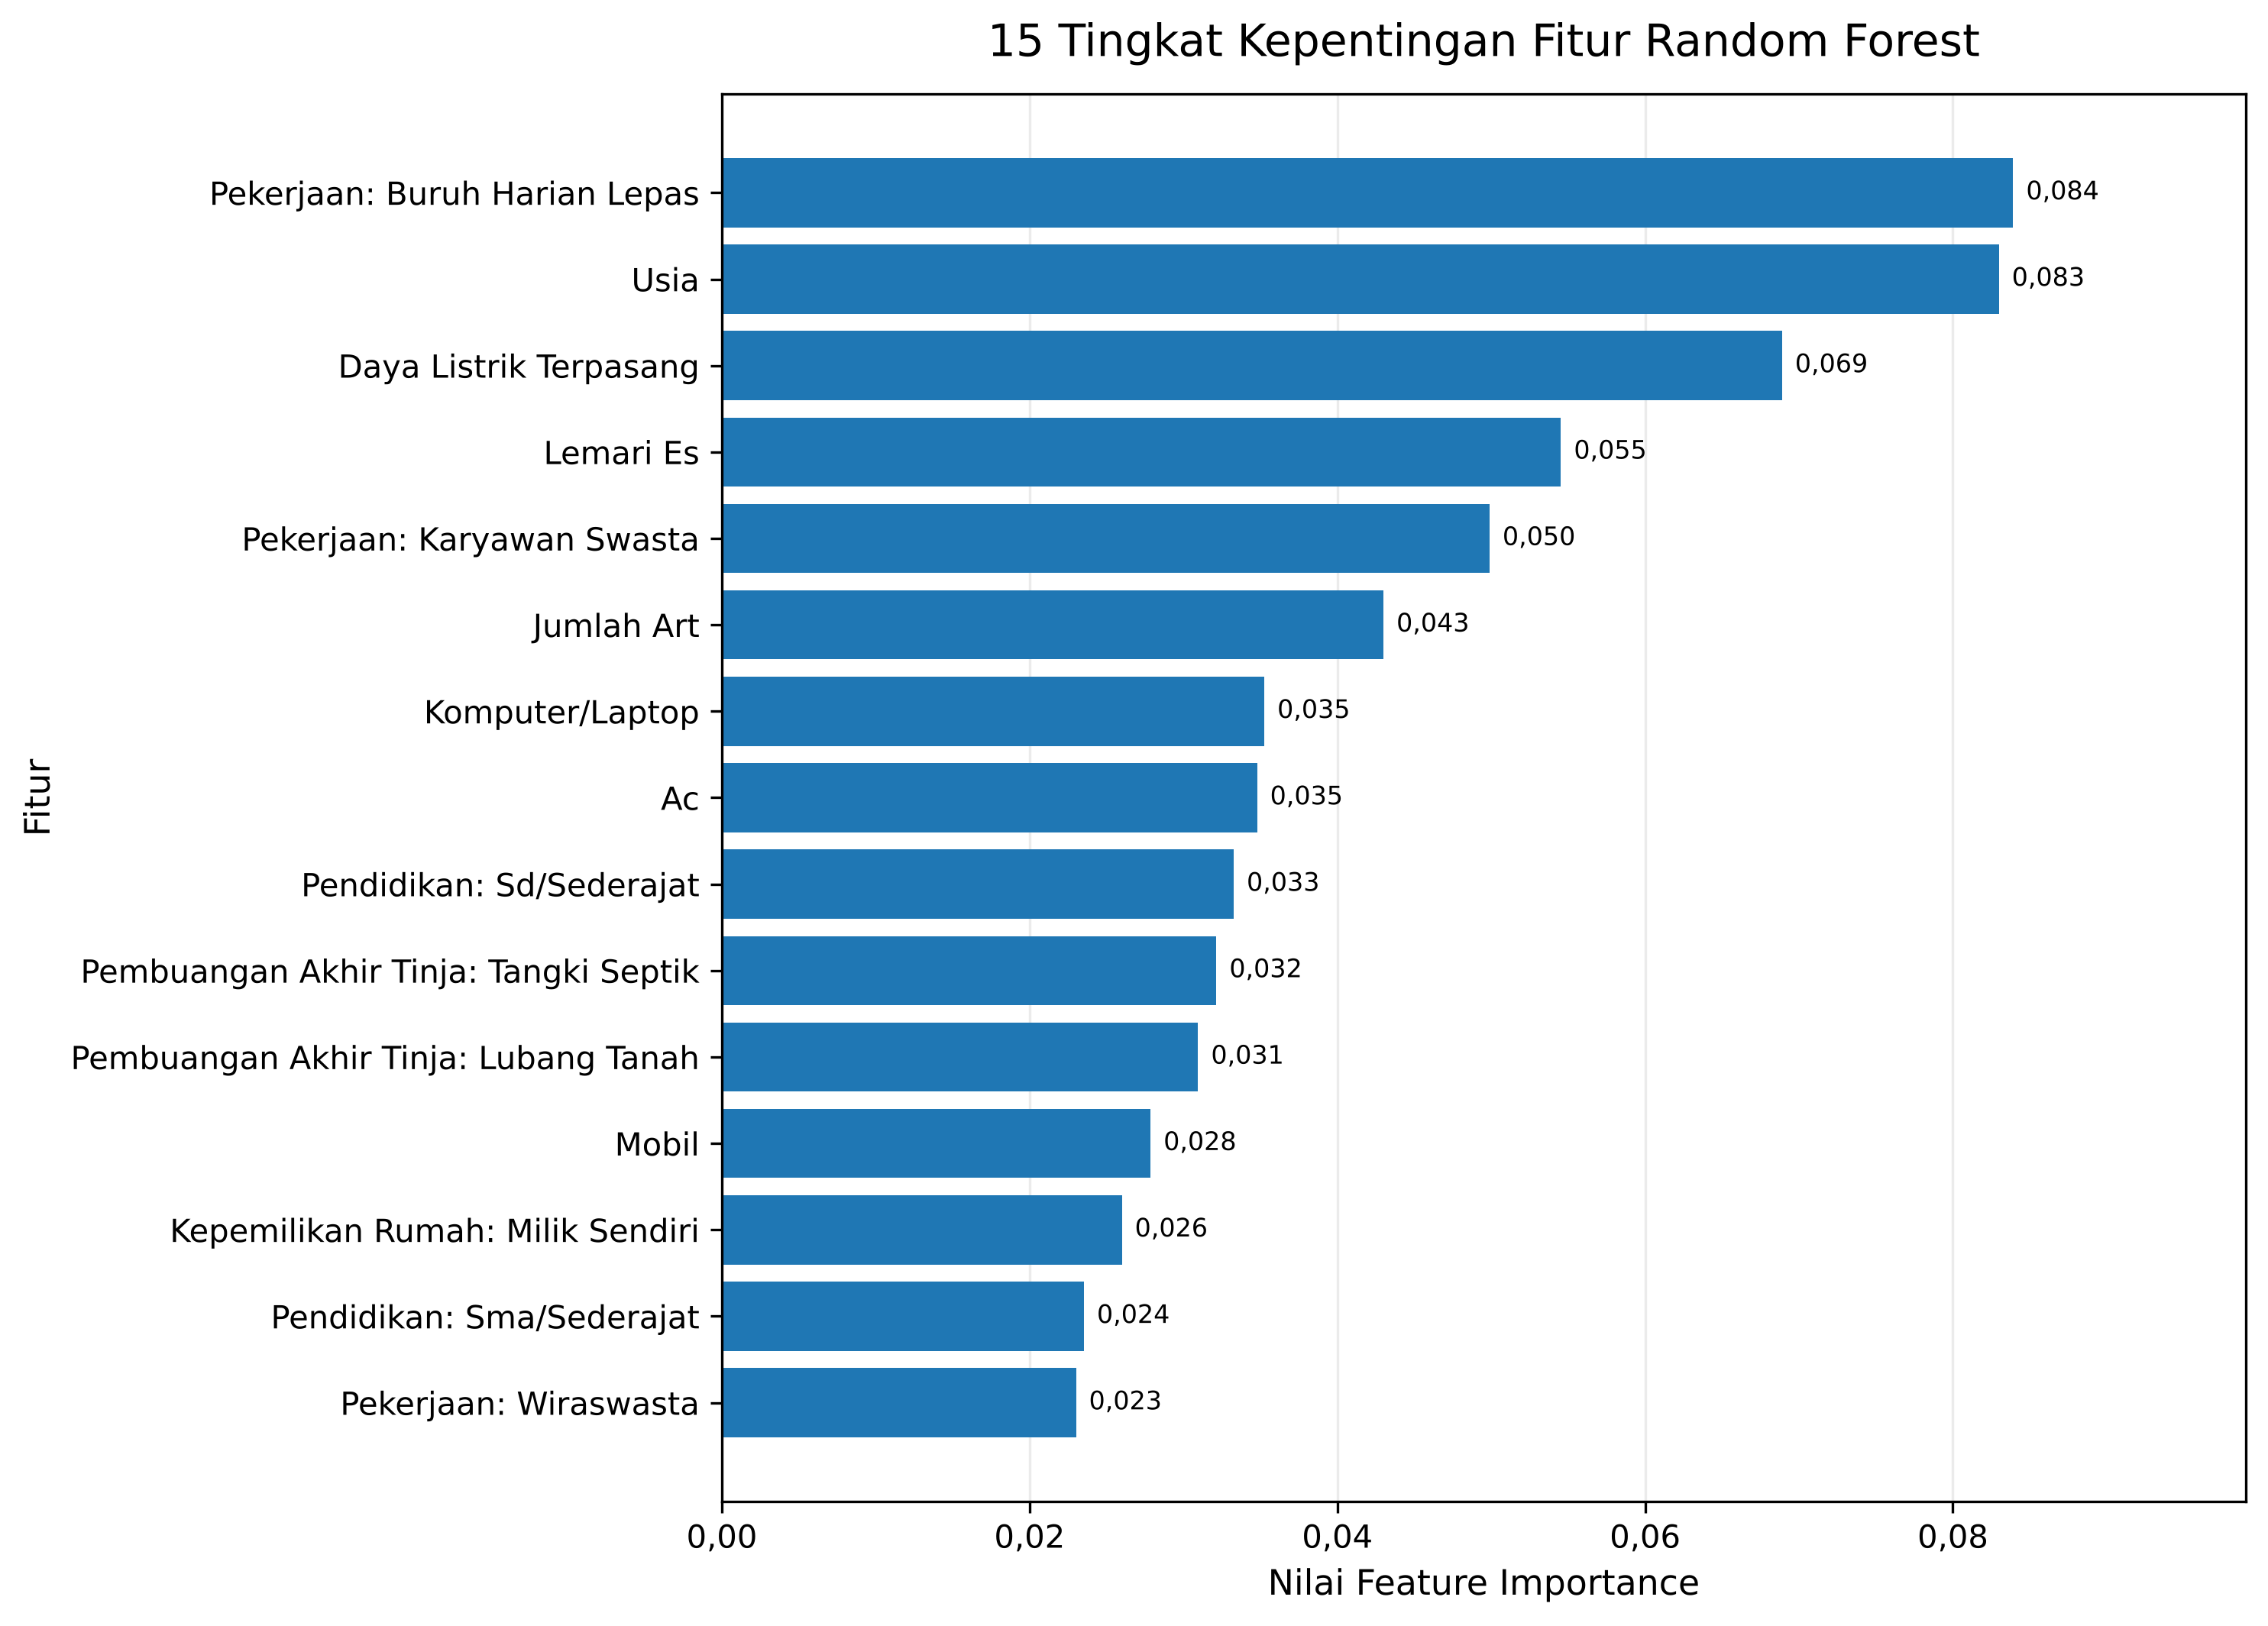 15 Tingkat Kepentingan Fitur Random Forest
Pekerjaan: Buruh Harian Lepas 0,084
Usia 0,083
Daya Listrik Terpasang 0,069
Lemari Es 0,055
Pekerjaan: Karyawan Swasta 0,050
Jumlah Art 0,043
Komputer/Laptop 0,035
Ac 0,035
Pendidikan: Sd/Sederajat 0,033
Pembuangan Akhir Tinja: Tangki Septik 0,032
Pembuangan Akhir Tinja: Lubang Tanah 0,031
Mobil 0,028
Kepemilikan Rumah: Milik Sendiri 0,026
Pendidikan: Sma/Sederajat 0,024
Pekerjaan: Wiraswasta 0,023
Fitur
0,00 0,02 0,04 0,06 0,08
Nilai Feature Importance